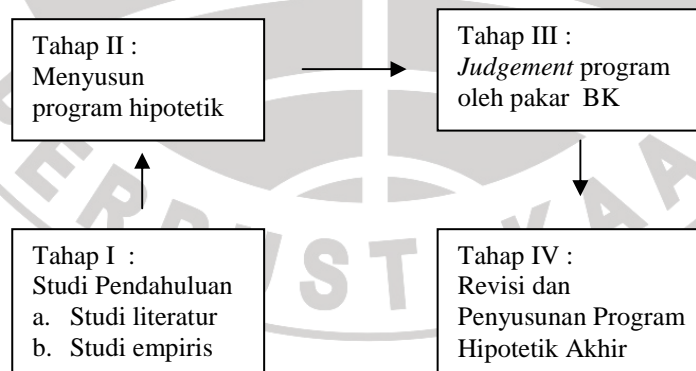 Tahap II :
Menyusun
program hipotetik
Tahap III :
Judgement program
oleh pakar  BK
Tahap I  :
Studi Pendahuluan
a.   Studi literatur
b.   Studi empiris
Tahap IV :
Revisi dan
Penyusunan Program
Hipotetik Akhir